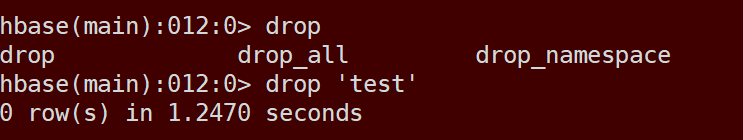 hbase(main):012:0> drop
drop             drop_all         drop_namespace
hbase(main):012:0> drop 'test'
0 row(s) in 1.2470 seconds